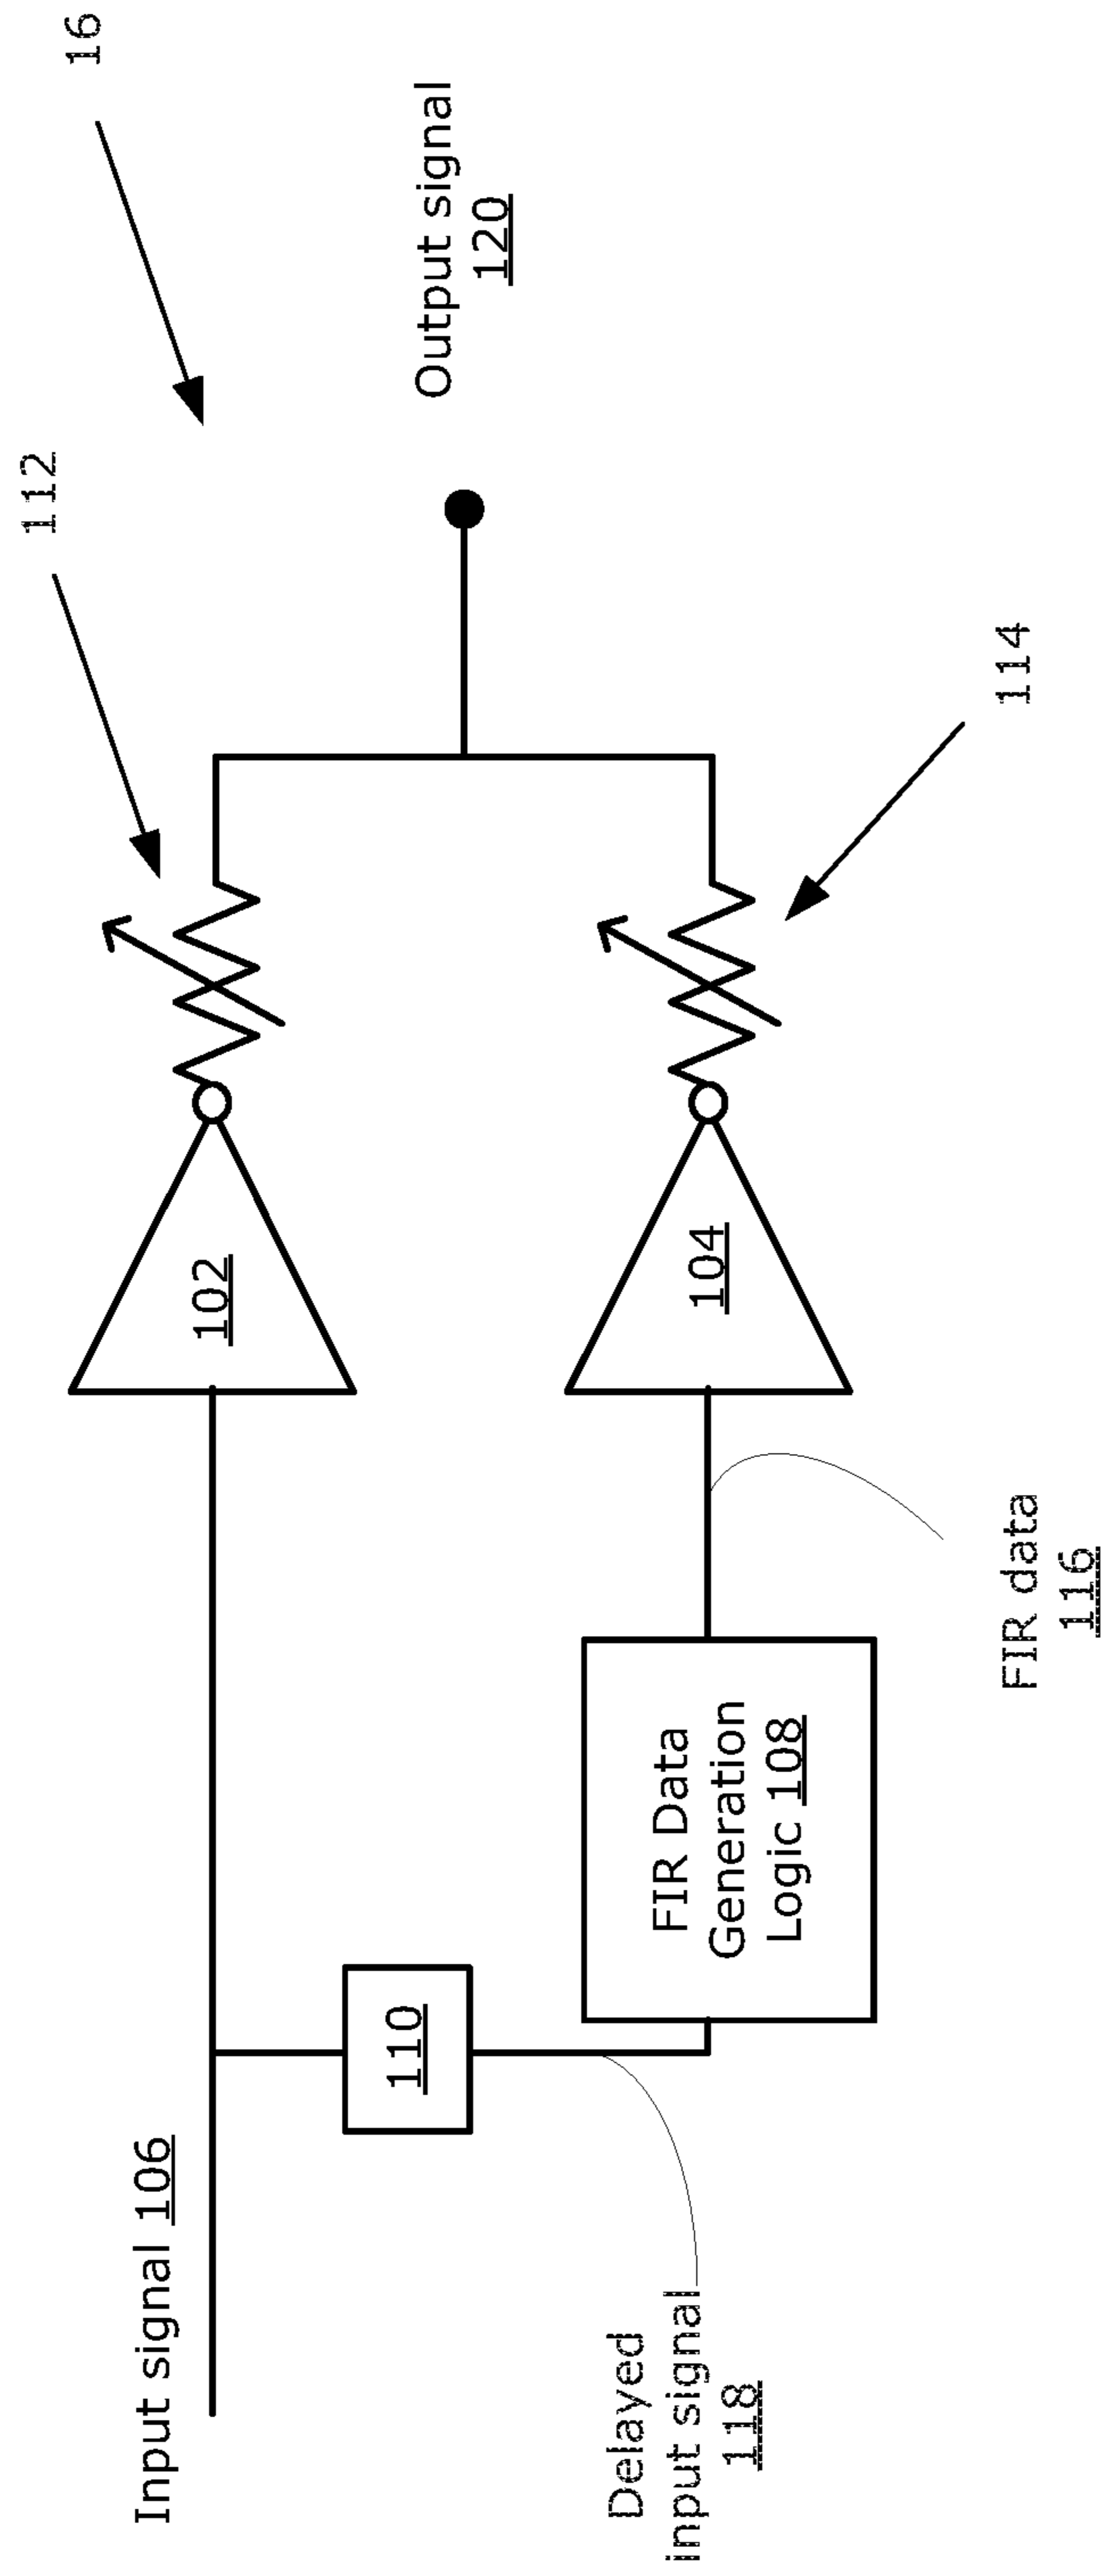 16
112
Output signal
120
102
114
Input signal 106
110
104
FIR Data
Generation
Logic 108
FIR data
116
Delayed
input signal
118